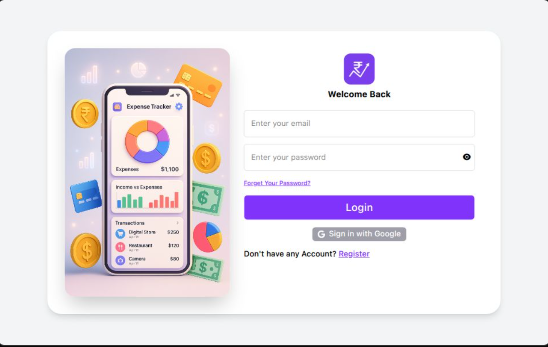 Expense Tracker
Expenses $1,100
Income vs Expenses
Transactions
Digital Store $250
Restaurant $120
Camera $80
Welcome Back
Enter your email
Enter your password
Forget Your Password?
Login
Sign in with Google
Don't have any Account? Register